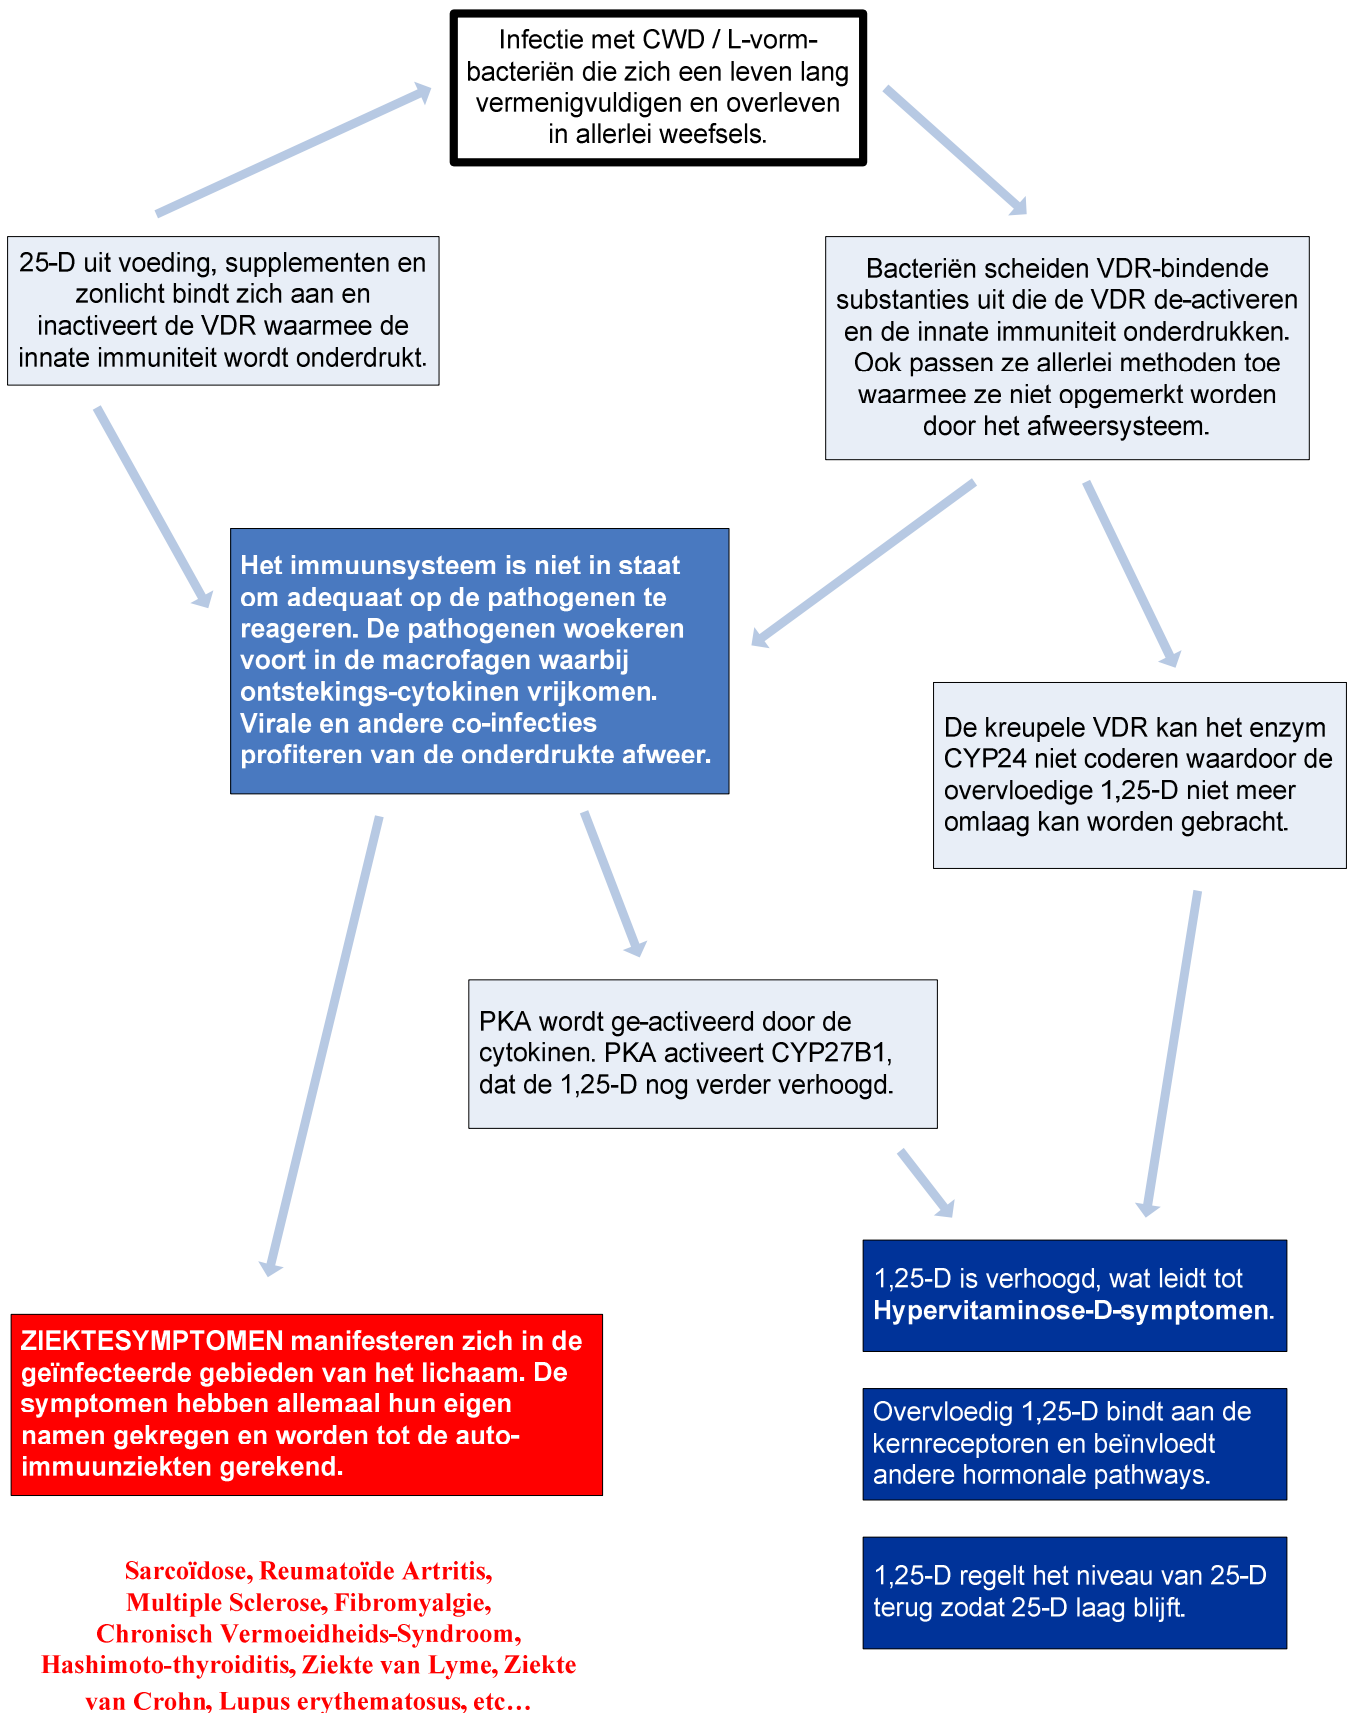 Infectie met CWD / L-vorm-
bacteriën die zich een leven lang
vermenigvuldigen en overleven
in allerlei weefsels.
25-D uit voeding, supplementen en
zonlicht bindt zich aan en
inactiveert de VDR waarmee de
innate immuniteit wordt onderdrukt.
Bacteriën scheiden VDR-bindende
substanties uit die de VDR de-activeren
en de innate immuniteit onderdrukken.
Ook passen ze allerlei methoden toe
waarmee ze niet opgemerkt worden
door het afweersysteem.
Het immuunsysteem is niet in staat
om adequaat op de pathogenen te
reageren. De pathogenen woekeren
voort in de macrofagen waarbij
ontstekings-cytokinen vrijkomen.
Virale en andere co-infecties
profiteren van de onderdrukte afweer.
De kreupele VDR kan het enzym
CYP24 niet coderen waardoor de
overvloedige 1,25-D niet meer
omlaag kan worden gebracht.
PKA wordt ge-activeerd door de
cytokinen. PKA activeert CYP27B1,
dat de 1,25-D nog verder verhoogd.
1,25-D is verhoogd, wat leidt tot
Hypervitaminose-D-symptomen.
ZIEKTESYMPTOMEN manifesteren zich in de
geïnfecteerde gebieden van het lichaam. De
symptomen hebben allemaal hun eigen
namen gekregen en worden tot de auto-
immuunziekten gerekend.
Overvloedig 1,25-D bindt aan de
kernreceptoren en beïnvloedt
andere hormonale pathways.
1,25-D regelt het niveau van 25-D
terug zodat 25-D laag blijft.
Sarcoïdose, Reumatoïde Artritis,
Multiple Sclerose, Fibromyalgie,
Chronisch Vermoeidheids-Syndroom,
Hashimoto-thyroiditis, Ziekte van Lyme, Ziekte
van Crohn, Lupus erythematosus, etc…